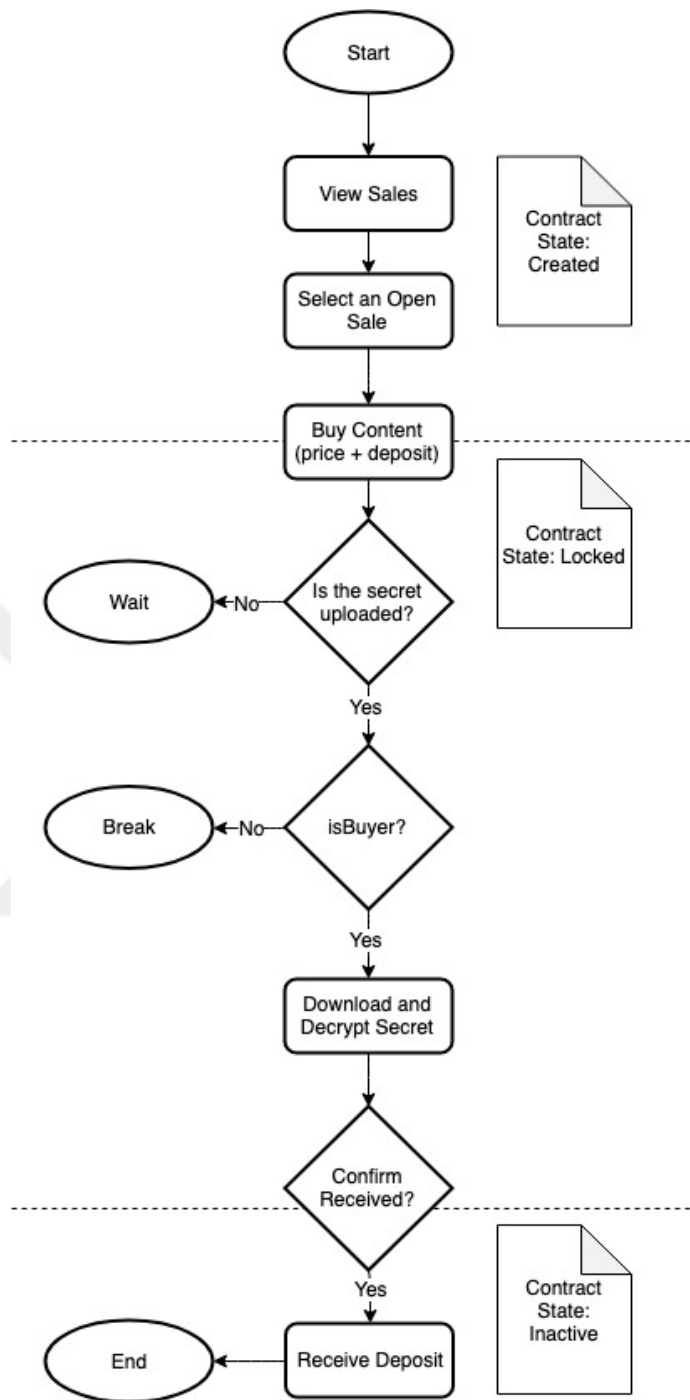 Start
View Sales
Contract
State:
Created
Select an Open
Sale
Buy Content
(price + deposit)
Contract
State: Locked
Is the secret
uploaded?
Wait
No
Yes
isBuyer?
Break
No
Yes
Download and
Decrypt Secret
Confirm
Received?
Yes
Contract
State:
Inactive
Receive Deposit
End